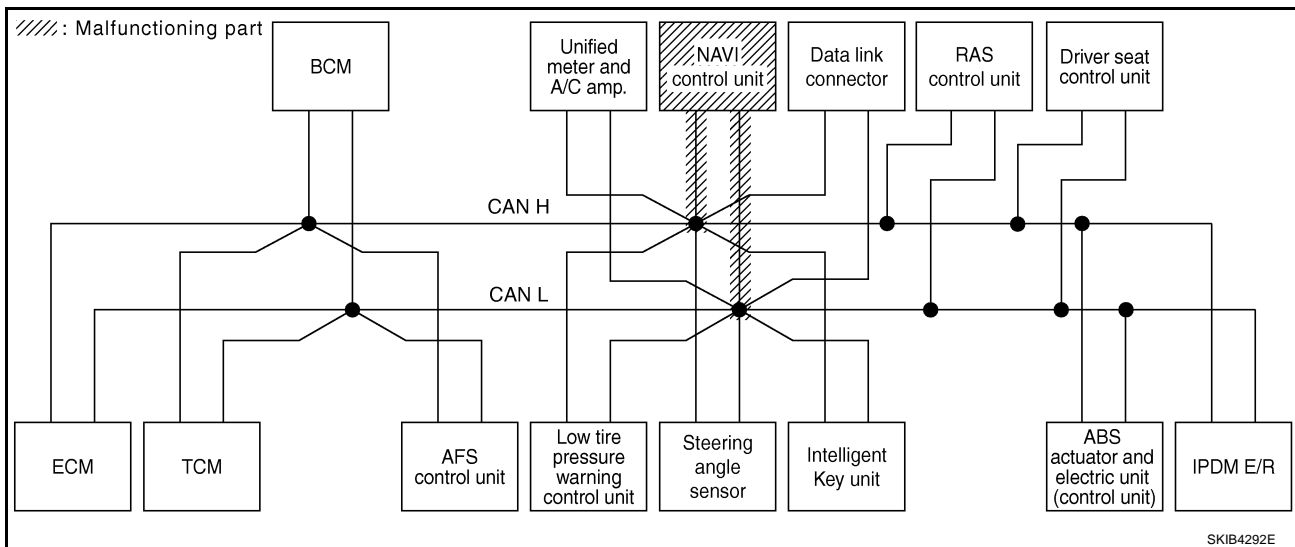 : Malfunctioning part
BCM
Unified
meter and
A/C amp.
NAVI
control unit
Data link
connector
RAS
control unit
Driver seat
control unit
CAN H
CAN L
ECM
TCM
AFS
control unit
Low tire
pressure
warning
control unit
Steering
angle
sensor
Intelligent
Key unit
ABS
actuator and
electric unit
(control unit)
IPDM E/R
SKIB4292E